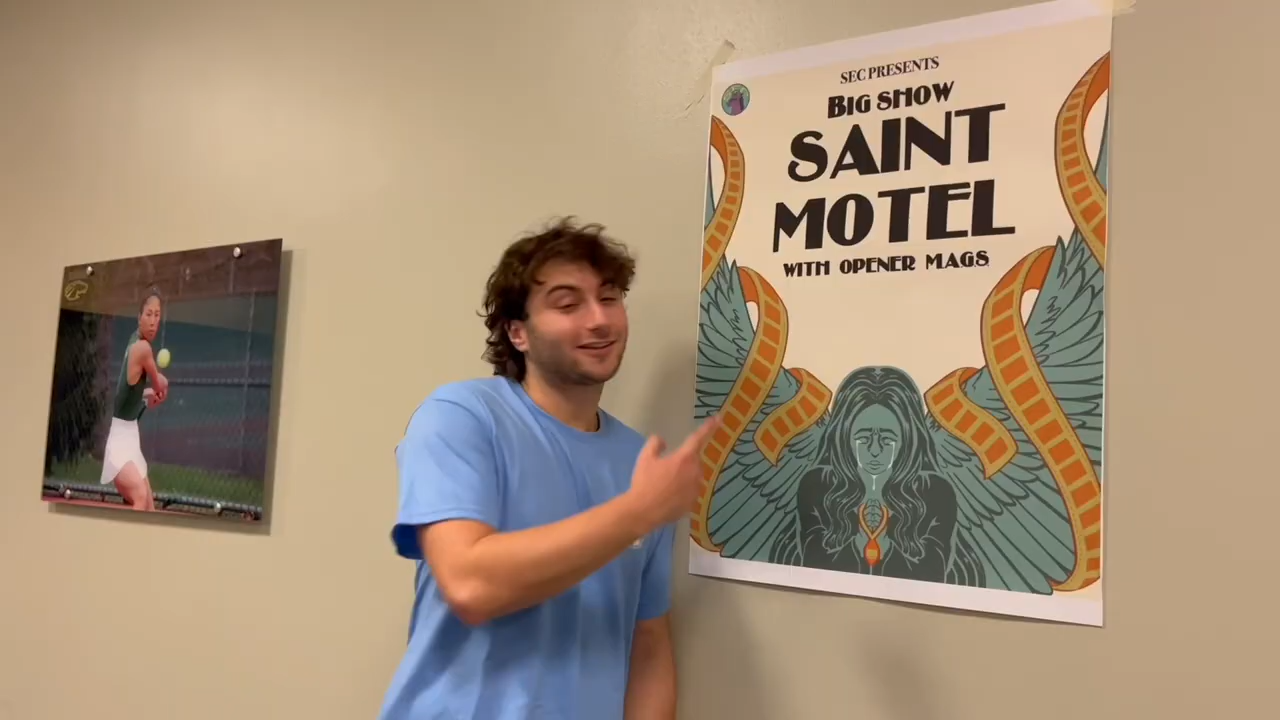 SEC PRESENTS
BIG SHOW
SAINT
MOTEL
WITH OPENER MAGS